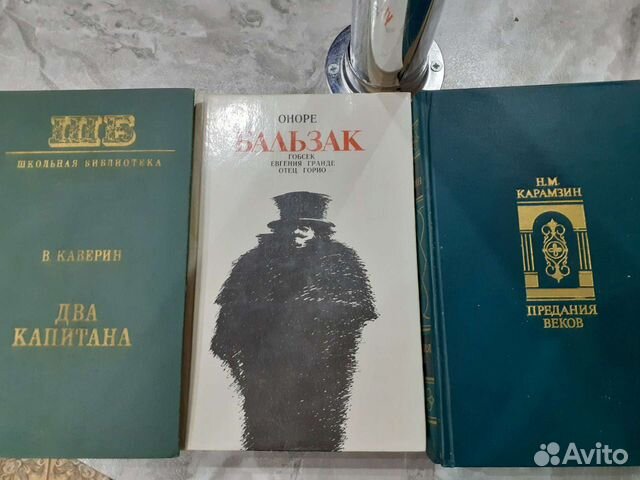 ШБ
ШКОЛЬНАЯ БИБЛИОТЕКА
В. КАВЕРИН
ДВА
КАПИТАНА
ОНОРЕ
БАЛЬЗАК
ГОБСЕК
ЕВГЕНИЯ ГРАНДЕ
ОТЕЦ ГОРИО
Н.М.
КАРАМЗИН
ПРЕДАНИЯ
ВЕКОВ
Avito